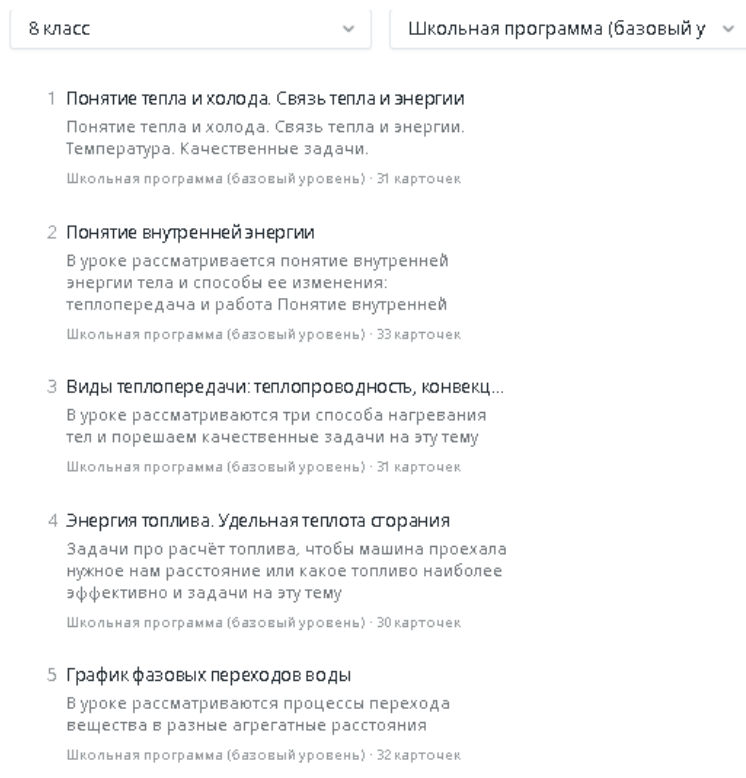 8 класс
Школьная программа (базовый у
1 Понятие тепла и холода. Связь тепла и энергии
Понятие тепла и холода. Связь тепла и энергии.
Температура. Качественные задачи.
Школьная программа (базовый уровень) · 31 карточек
2 Понятие внутренней энергии
В уроке рассматривается понятие внутренней
энергии тела и способы ее изменения:
теплопередача и работа Понятие внутренней
Школьная программа (базовый уровень) · 33 карточек
3 Виды теплопередачи: теплопроводность, конвекц...
В уроке рассматриваются три способа нагревания
тел и порешаем качественные задачи на эту тему
Школьная программа (базовый уровень) · 31 карточек
4 Энергия топлива. Удельная теплота сгорания
Задачи про расчёт топлива, чтобы машина проехала
нужное нам расстояние или какое топливо наиболее
эффективно и задачи на эту тему
Школьная программа (базовый уровень) · 30 карточек
5 График фазовых переходов воды
В уроке рассматриваются процессы перехода
вещества в разные агрегатные расстояния
Школьная программа (базовый уровень) · 32 карточек